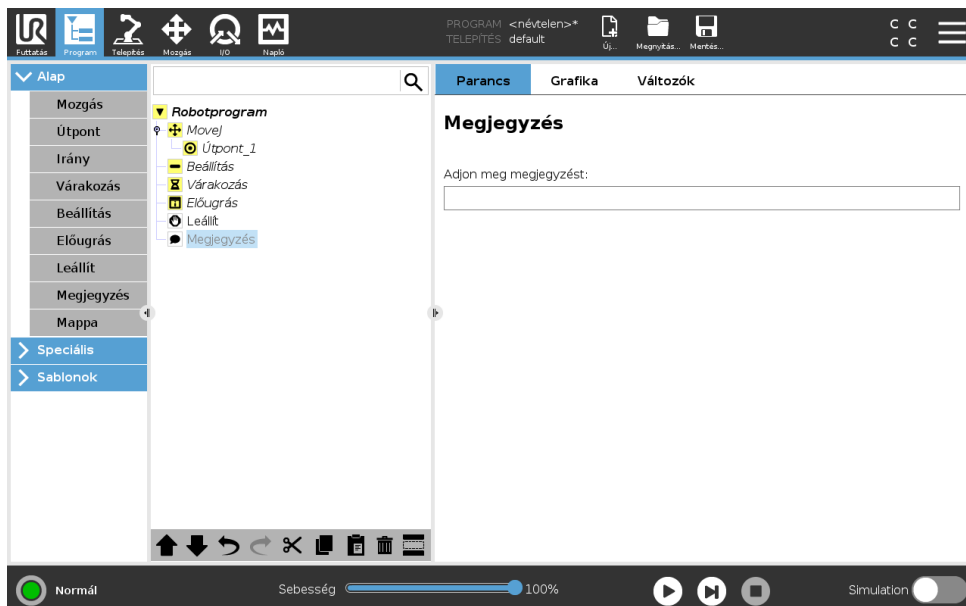 UR
Futtatás Program Telepítés Mozgás I/O Napló
PROGRAM <névtelen>*
TELEPÍTÉS default
Új... Megnyitás... Mentés...
C C
C C
Alap
Mozgás
Útpont
Irány
Várakozás
Beállítás
Előugrás
Leállít
Megjegyzés
Mappa
Speciális
Sablonok
Robotprogram
MoveJ
Útpont_1
Beállítás
Várakozás
Előugrás
Leállít
Megjegyzés
Parancs Grafika Változók
Megjegyzés
Adjon meg megjegyzést:
Normál
Sebesség 100%
Simulation